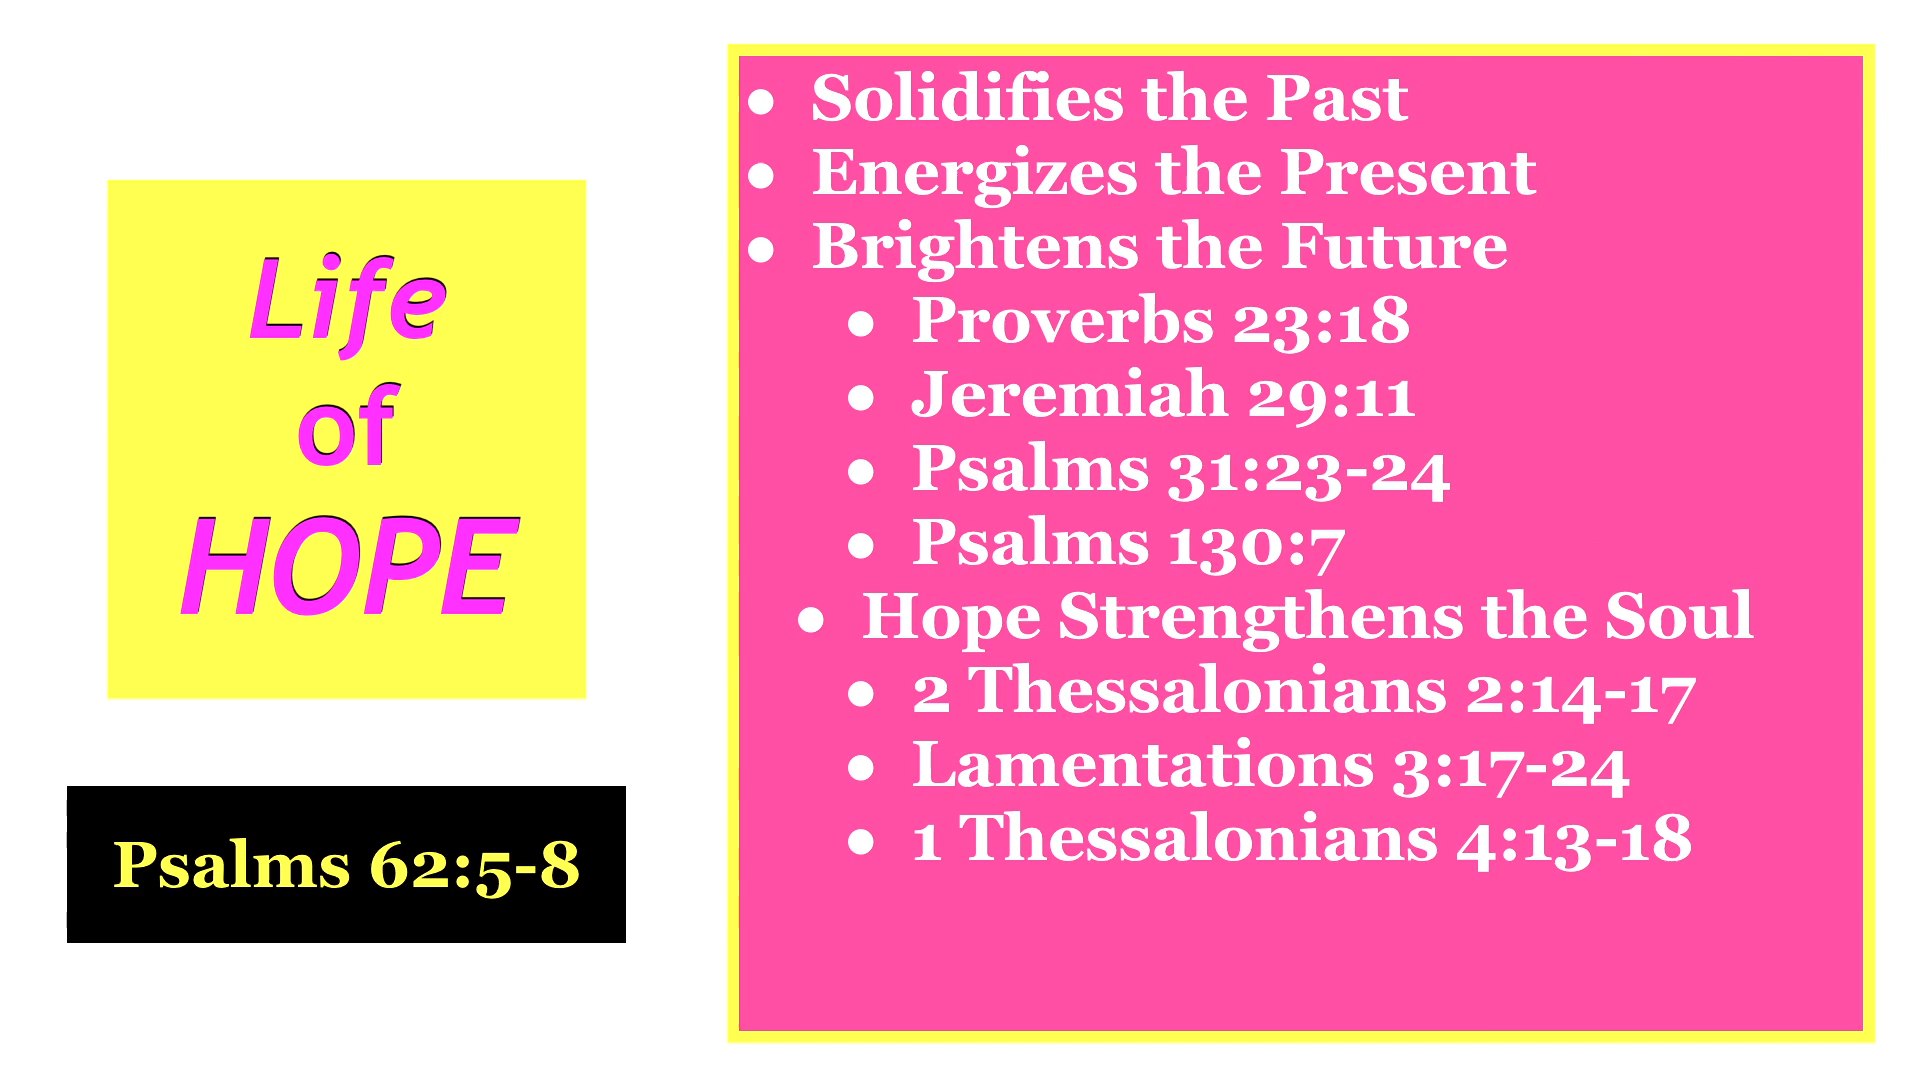 Life
of
HOPE
Psalms 62:5-8
● Solidifies the Past
● Energizes the Present
● Brightens the Future
● Proverbs 23:18
● Jeremiah 29:11
● Psalms 31:23-24
● Psalms 130:7
● Hope Strengthens the Soul
● 2 Thessalonians 2:14-17
● Lamentations 3:17-24
● 1 Thessalonians 4:13-18